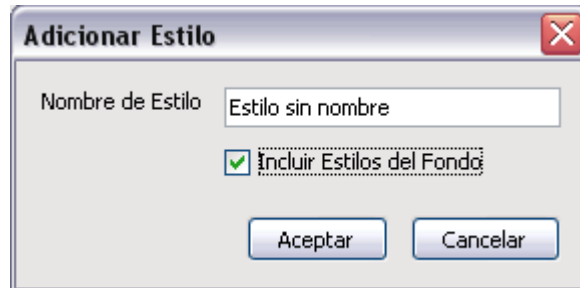 Adicionar Estilo
Nombre de Estilo Estilo sin nombre
Incluir Estilos del Fondo
Aceptar Cancelar